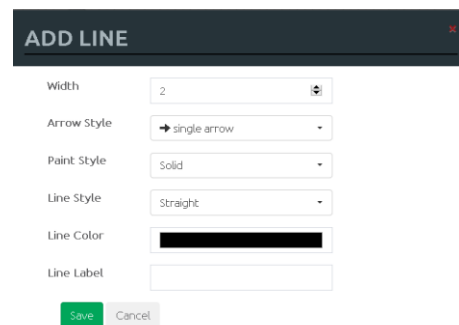 ADD LINE
Width
2
Arrow Style
single arrow
Paint Style
Solid
Line Style
Straight
Line Color
Line Label
Save Cancel